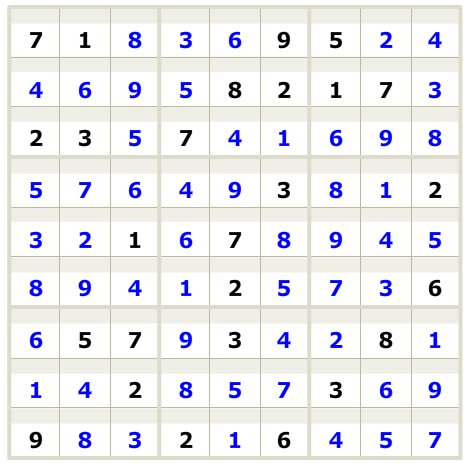 7 1 8 3 6 9 5 2 4
4 6 9 5 8 2 1 7 3
2 3 5 7 4 1 6 9 8
5 7 6 4 9 3 8 1 2
3 2 1 6 7 8 9 4 5
8 9 4 1 2 5 7 3 6
6 5 7 9 3 4 2 8 1
1 4 2 8 5 7 3 6 9
9 8 3 2 1 6 4 5 7